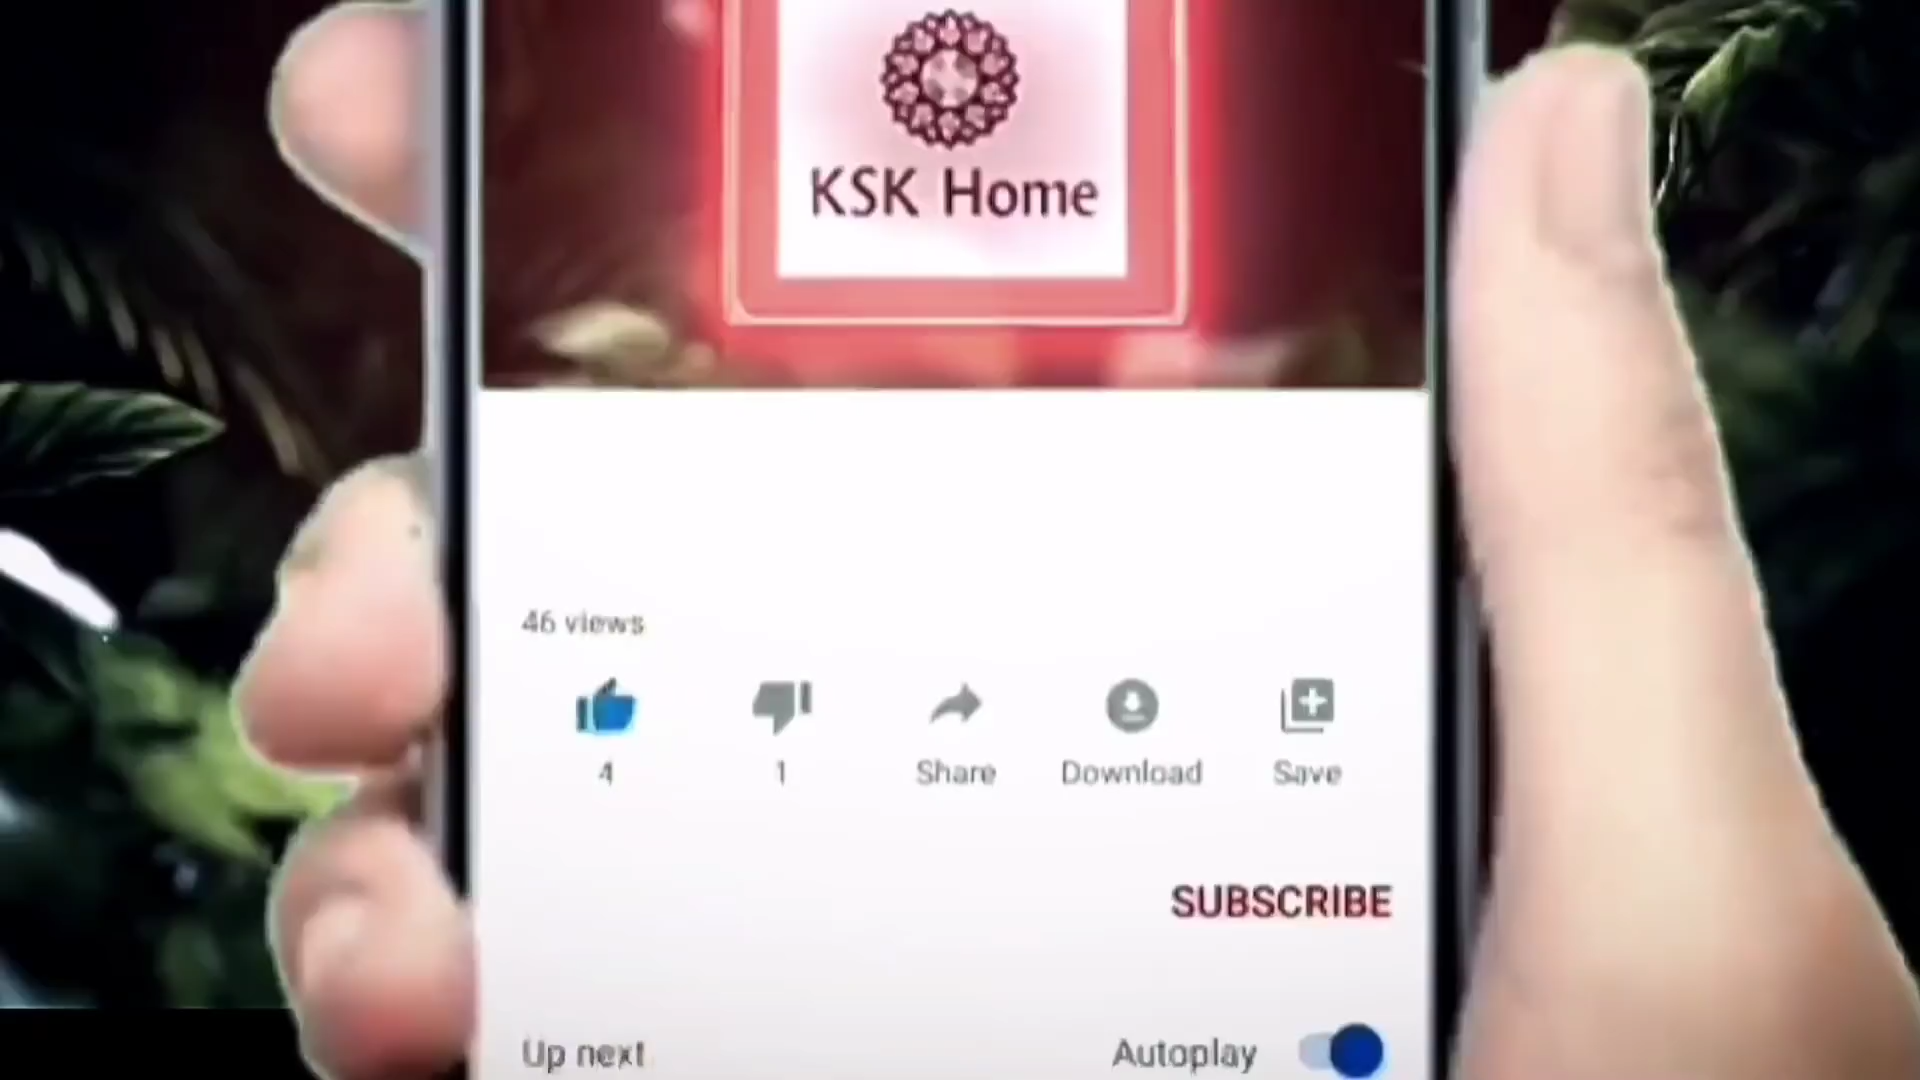 KSK Home
46 views
4
1
Share
Download
Save
SUBSCRIBE
Up next
Autoplay